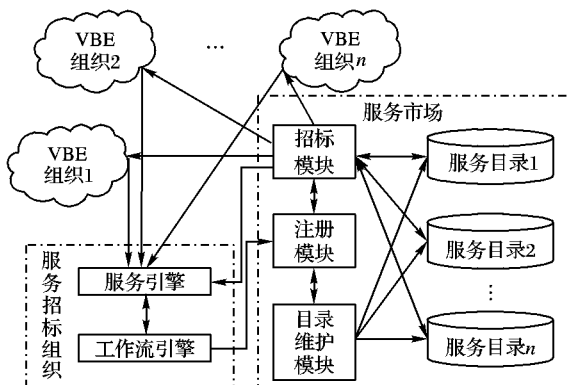 VBE
组织2
…
VBE
组织n
服务市场
招标
模块
服务目录1
VBE
组织1
注册
模块
服务目录2
服务招标组织
服务引擎
⋮
目录
维护
模块
工作流引擎
服务目录n